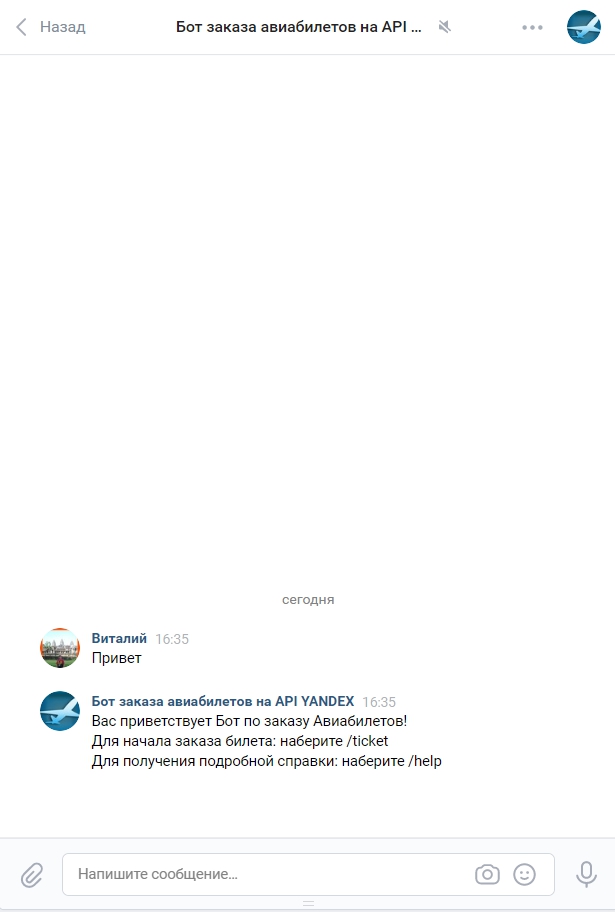 Назад
Бот заказа авиабилетов на API ...
сегодня
Виталий 16:35
Привет
Бот заказа авиабилетов на API YANDEX 16:35
Вас приветствует Бот по заказу Авиабилетов!
Для начала заказа билета: наберите /ticket
Для получения подробной справки: наберите /help
Напишите сообщение...